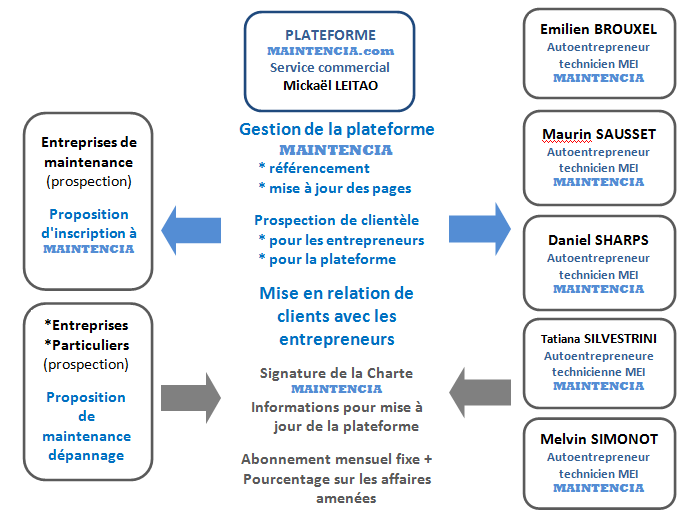 PLATEFORME
MAINTENCIA.com
Service commercial
Mickaël LEITAO
Gestion de la plateforme
MAINTENCIA
* référencement
* mise à jour des pages
Prospection de clientèle
* pour les entrepreneurs
* pour la plateforme
Mise en relation de
clients avec les
entrepreneurs
Signature de la Charte
MAINTENCIA
Informations pour mise à
jour de la plateforme
Abonnement mensuel fixe +
Pourcentage sur les affaires
amenées
Entreprises de
maintenance
(prospection)
Proposition
d'inscription à
MAINTENCIA
*Entreprises
*Particuliers
(prospection)
Proposition
de
maintenance
dépannage
Emilien BROUXEL
Autoentrepreneur
technicien MEI
MAINTENCIA
Maurin SAUSSET
Autoentrepreneur
technicien MEI
MAINTENCIA
Daniel SHARPS
Autoentrepreneur
technicien MEI
MAINTENCIA
Tatiana SILVESTRINI
Autoentrepreneure
technicienne MEI
MAINTENCIA
Melvin SIMONOT
Autoentrepreneur
technicien MEI
MAINTENCIA